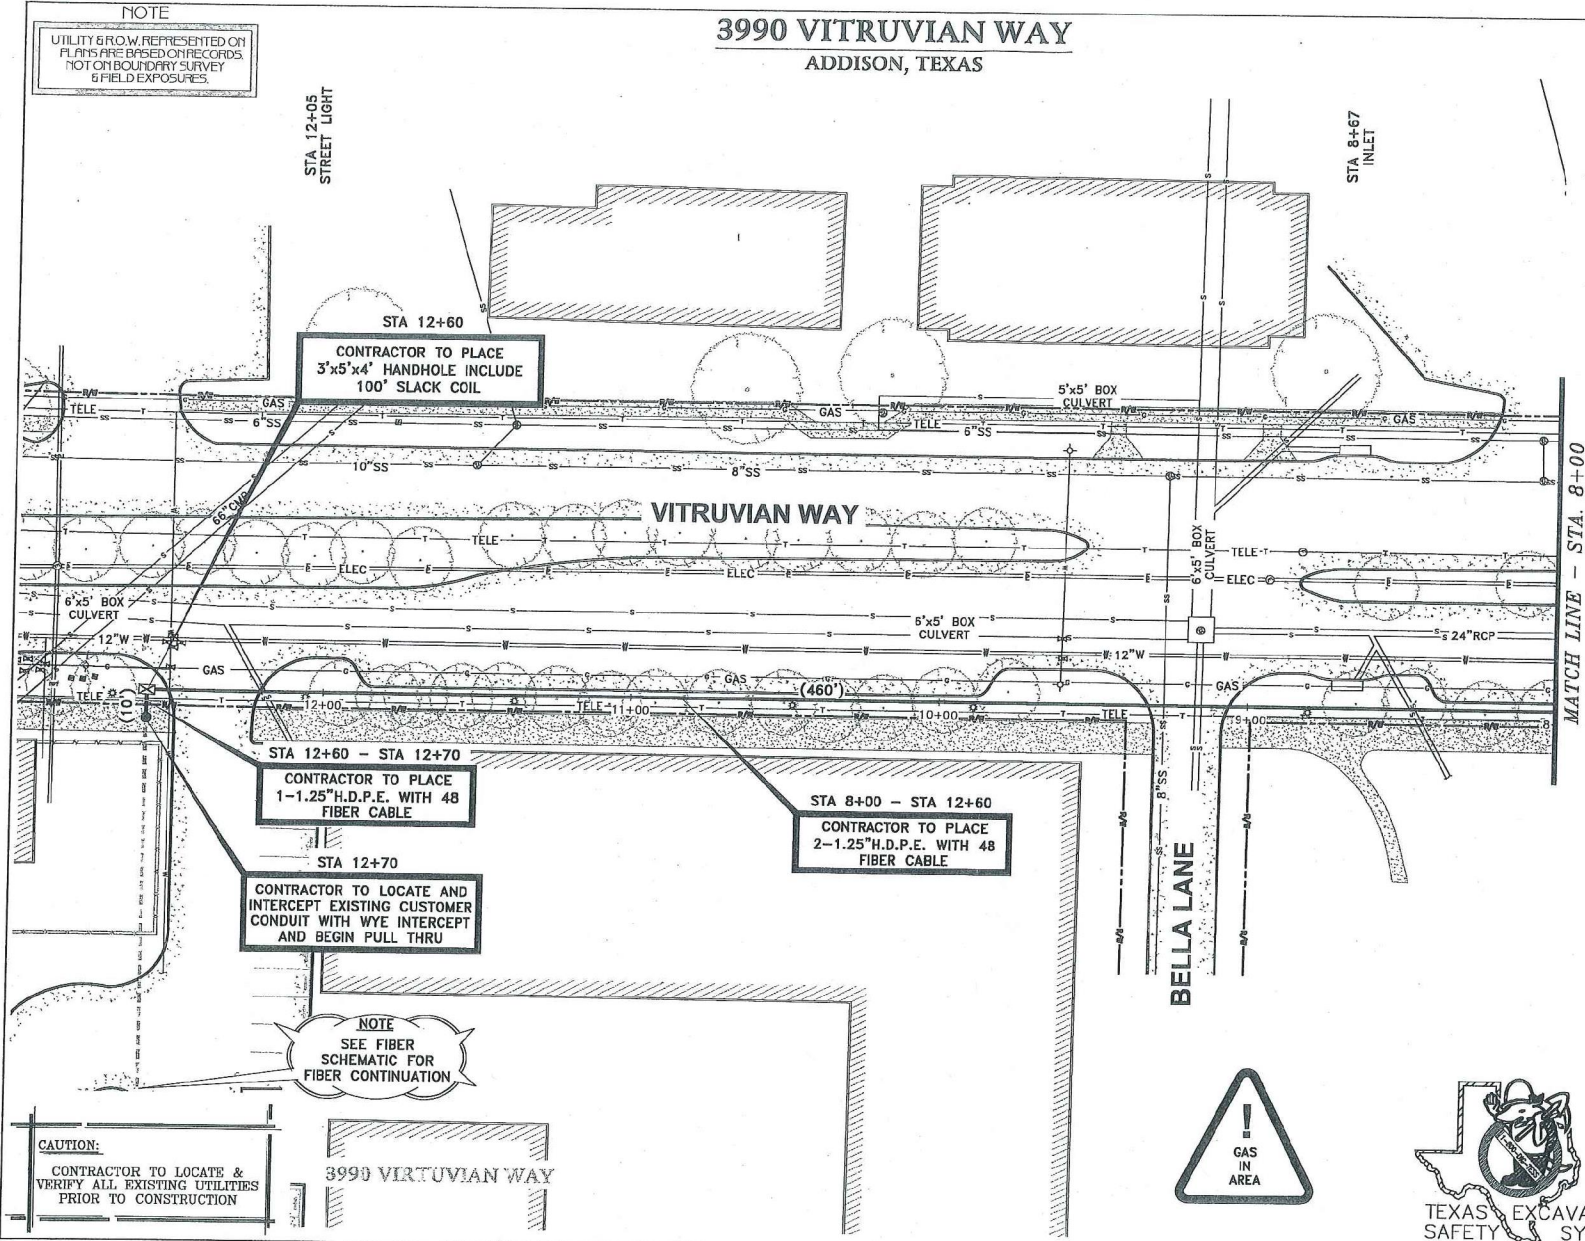 NOTE
UTILITY & R.O.W. REPRESENTED ON
PLANS ARE BASED ON RECORDS,
NOT ON BOUNDARY SURVEY
& FIELD EXPOSURES.
3990 VITRUVIAN WAY
ADDISON, TEXAS
STA 12+05
STREET LIGHT
STA 8+67
INLET
STA 12+60
CONTRACTOR TO PLACE
3'x5'x4' HANDHOLE INCLUDE
100' SLACK COIL
5'x5' BOX
CULVERT
TELE
GAS
6"SS
GAS
TELE
6"SS
GAS
10"SS
8"SS
66"CMP
VITRUVIAN WAY
TELE
ELEC
ELEC
TELE
ELEC
6'x5' BOX
CULVERT
6'x5' BOX
CULVERT
6'x5' BOX
CULVERT
12"W
12"W
24"RCP
GAS
GAS
GAS
TELE
(10')
(460')
12+00
TELE
11+00
10+00
TELE
9+00
8
MATCH LINE - STA. 8+00
STA 12+60 - STA 12+70
CONTRACTOR TO PLACE
1-1.25"H.D.P.E. WITH 48
FIBER CABLE
STA 8+00 - STA 12+60
CONTRACTOR TO PLACE
2-1.25"H.D.P.E. WITH 48
FIBER CABLE
8"SS
BELLA LANE
STA 12+70
CONTRACTOR TO LOCATE AND
INTERCEPT EXISTING CUSTOMER
CONDUIT WITH WYE INTERCEPT
AND BEGIN PULL THRU
NOTE
SEE FIBER
SCHEMATIC FOR
FIBER CONTINUATION
CAUTION:
CONTRACTOR TO LOCATE &
VERIFY ALL EXISTING UTILITIES
PRIOR TO CONSTRUCTION
3990 VIRTUVIAN WAY
!
GAS
IN
AREA
TEXAS EXCAVA
SAFETY SY